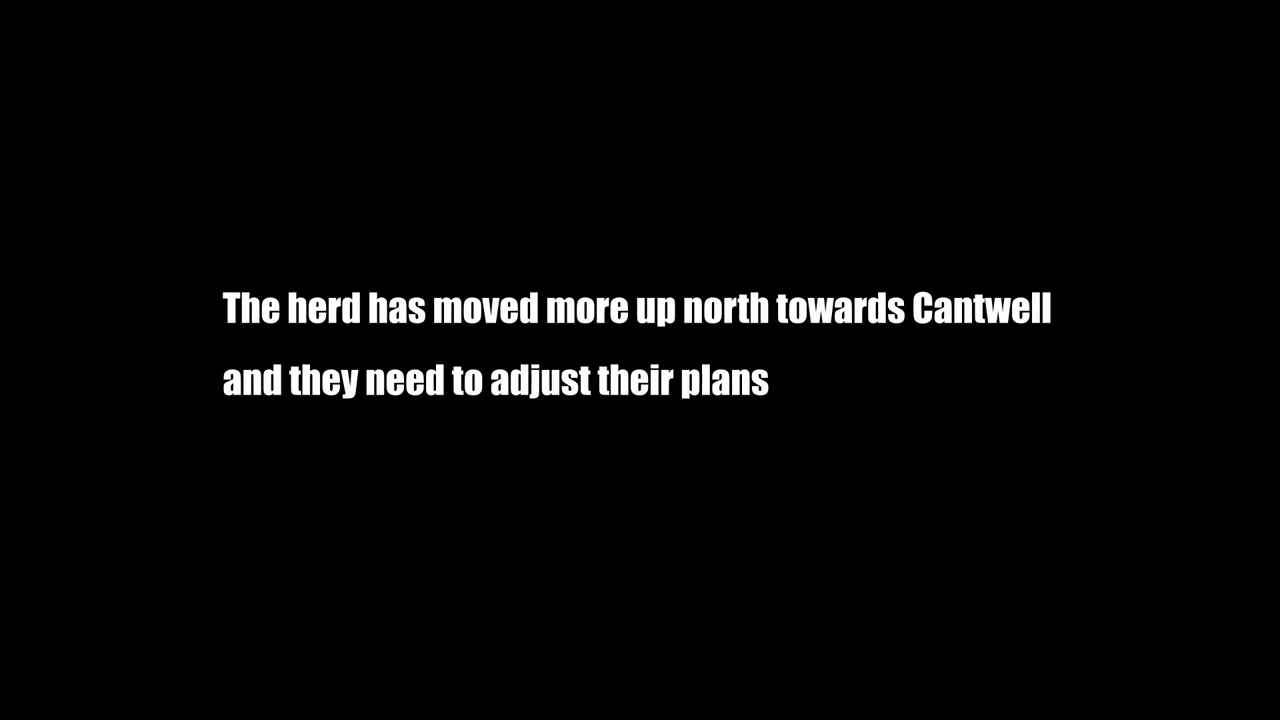 The herd has moved more up north towards Cantwell
and they need to adjust their plans